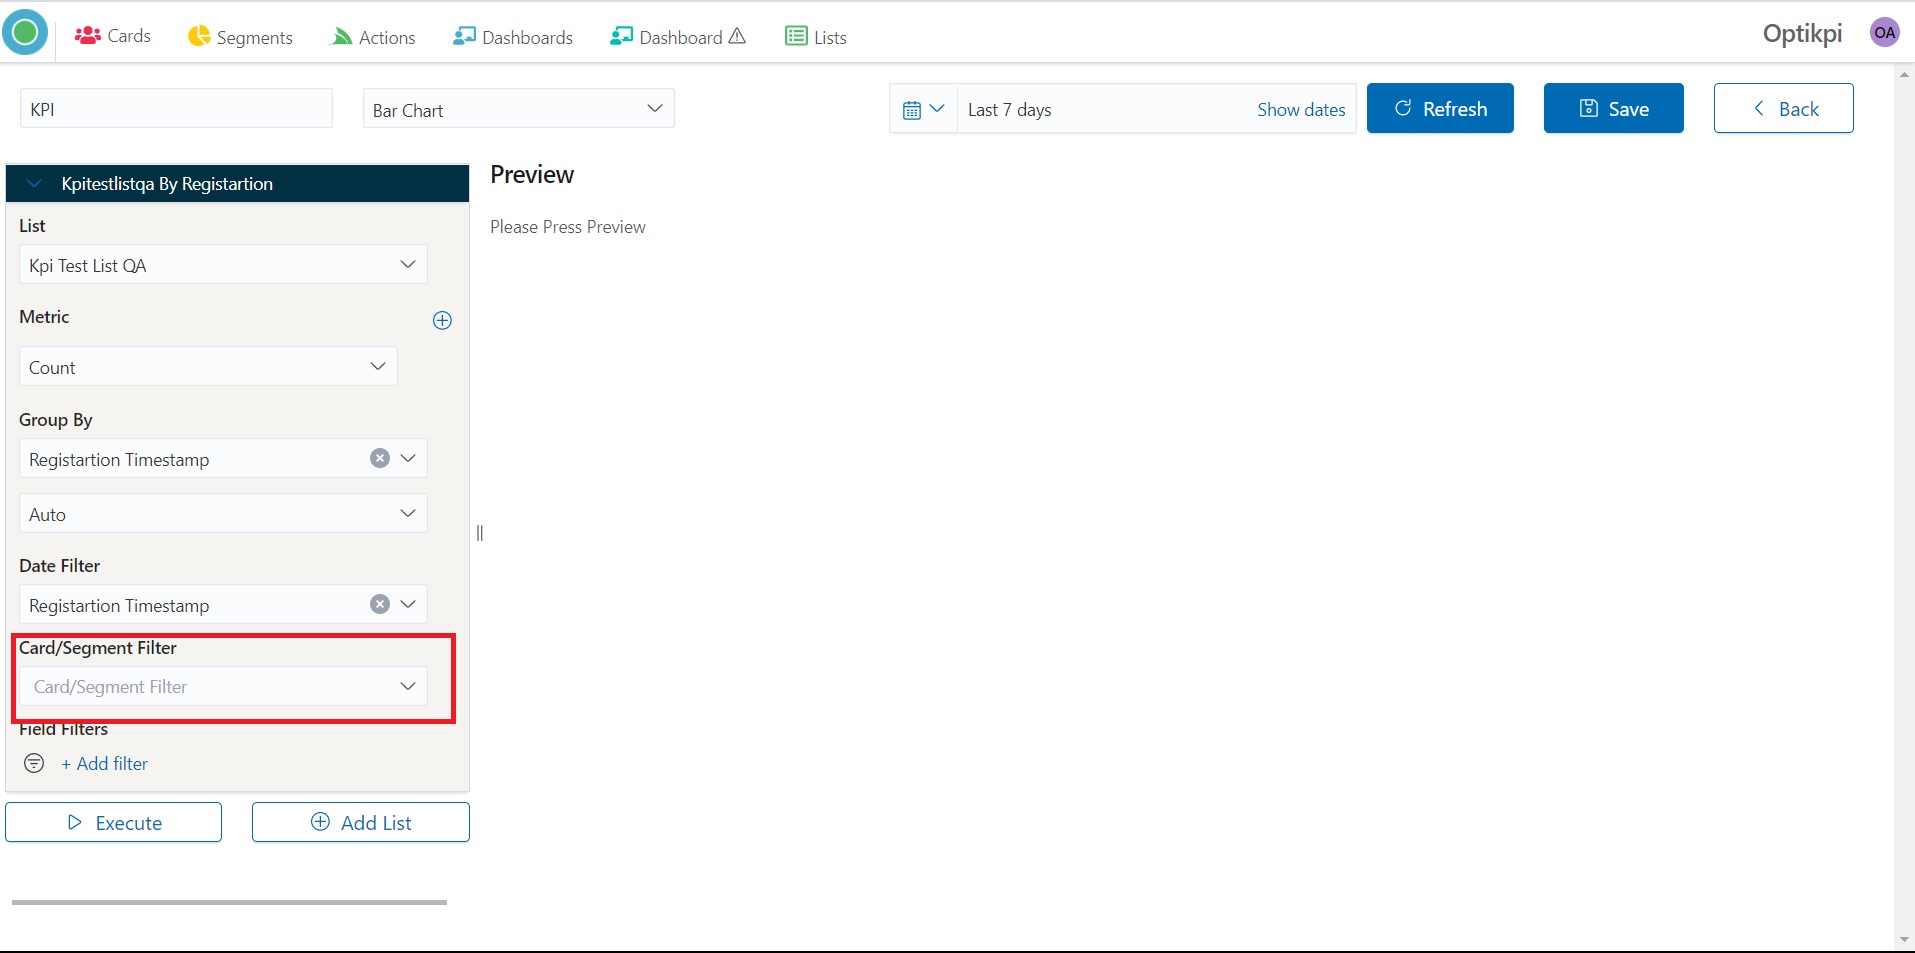 Cards
Segments
Actions
Dashboards
Dashboard
Lists
Optikpi
OA
KPI
Bar Chart
Last 7 days
Show dates
Refresh
Save
Back
Kpitestlistqa By Registartion
List
Kpi Test List QA
Metric
Count
Group By
Registartion Timestamp
Auto
Date Filter
Registartion Timestamp
Card/Segment Filter
Card/Segment Filter
Field Filters
+ Add filter
Execute
Add List
Preview
Please Press Preview